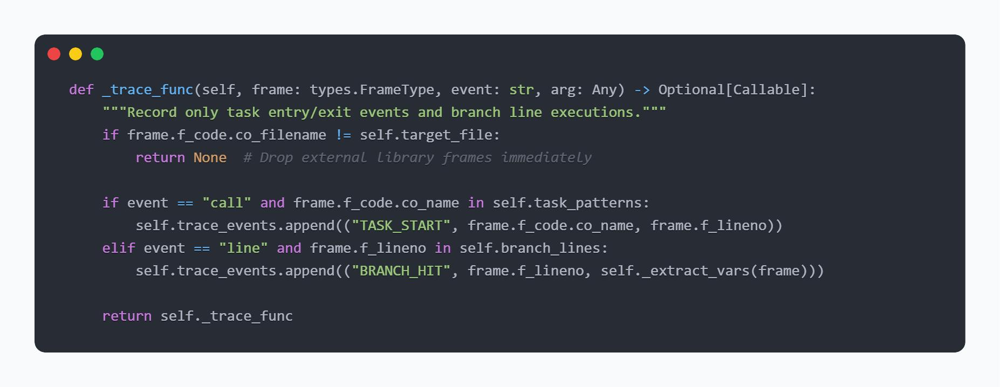 def _trace_func(self, frame: types.FrameType, event: str, arg: Any) -> Optional[Callable]:
    """Record only task entry/exit events and branch line executions."""
    if frame.f_code.co_filename != self.target_file:
        return None  # Drop external library frames immediately

    if event == "call" and frame.f_code.co_name in self.task_patterns:
        self.trace_events.append(("TASK_START", frame.f_code.co_name, frame.f_lineno))
    elif event == "line" and frame.f_lineno in self.branch_lines:
        self.trace_events.append(("BRANCH_HIT", frame.f_lineno, self._extract_vars(frame)))

    return self._trace_func